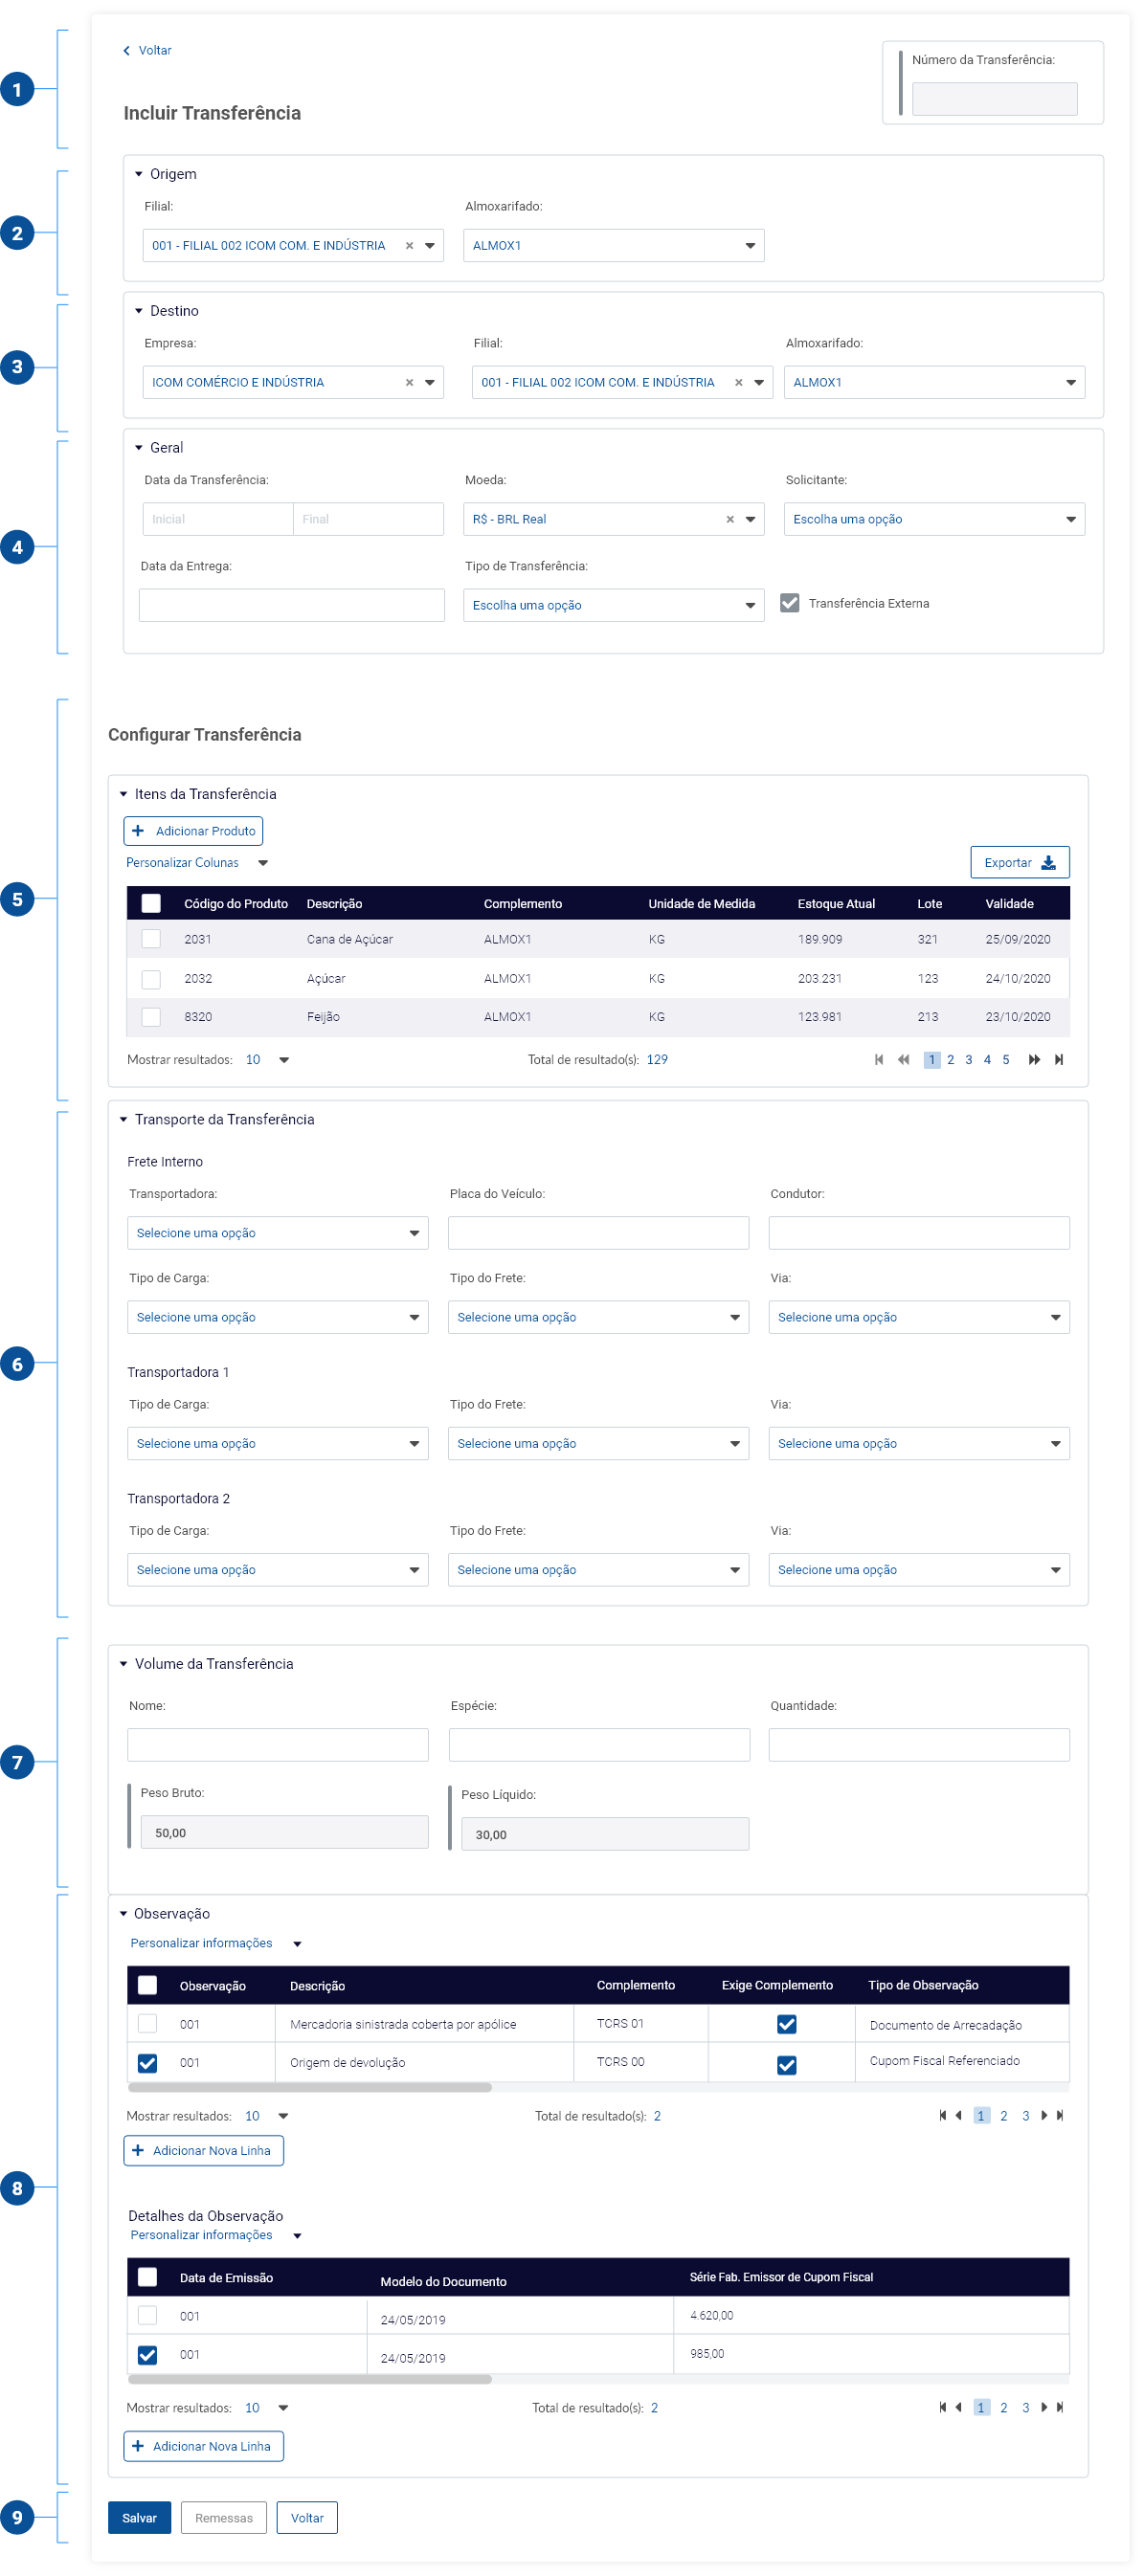 Voltar
Número da Transferência:
1
Incluir Transferência
Origem
Filial: Almoxarifado:
2
001 - FILIAL 002 ICOM COM. E INDÚSTRIA × ALMOX1
Destino
Empresa: Filial: Almoxarifado:
3
ICOM COMÉRCIO E INDÚSTRIA × 001 - FILIAL 002 ICOM COM. E INDÚSTRIA × ALMOX1
Geral
Data da Transferência: Moeda: Solicitante:
Inicial Final R$ - BRL Real × Escolha uma opção
4
Data da Entrega: Tipo de Transferência:
Escolha uma opção Transferência Externa
Configurar Transferência
Itens da Transferência
+ Adicionar Produto
Personalizar Colunas Exportar
5
Código do Produto Descrição Complemento Unidade de Medida Estoque Atual Lote Validade
2031 Cana de Açúcar ALMOX1 KG 189.909 321 25/09/2020
2032 Açúcar ALMOX1 KG 203.231 123 24/10/2020
8320 Feijão ALMOX1 KG 123.981 213 23/10/2020
Mostrar resultados: 10 Total de resultado(s): 129 1 2 3 4 5
Transporte da Transferência
Frete Interno
Transportadora: Placa do Veículo: Condutor:
Selecione uma opção
Tipo de Carga: Tipo do Frete: Via:
Selecione uma opção Selecione uma opção Selecione uma opção
6
Transportadora 1
Tipo de Carga: Tipo do Frete: Via:
Selecione uma opção Selecione uma opção Selecione uma opção
Transportadora 2
Tipo de Carga: Tipo do Frete: Via:
Selecione uma opção Selecione uma opção Selecione uma opção
Volume da Transferência
Nome: Espécie: Quantidade:
7
Peso Bruto: Peso Líquido:
50,00 30,00
Observação
Personalizar informações
Observação Descrição Complemento Exige Complemento Tipo de Observação
001 Mercadoria sinistrada coberta por apólice TCRS 01 Documento de Arrecadação
001 Origem de devolução TCRS 00 Cupom Fiscal Referenciado
Mostrar resultados: 10 Total de resultado(s): 2 1 2 3
+ Adicionar Nova Linha
8
Detalhes da Observação
Personalizar informações
Data de Emissão Modelo do Documento Série Fab. Emissor de Cupom Fiscal
001 24/05/2019 4.620,00
001 24/05/2019 985,00
Mostrar resultados: 10 Total de resultado(s): 2 1 2 3
+ Adicionar Nova Linha
9
Salvar Remessas Voltar